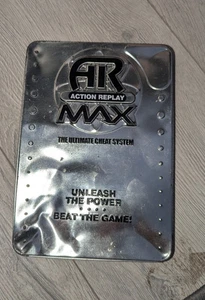 AR
ACTION REPLAY
MAX
THE ULTIMATE CHEAT SYSTEM
UNLEASH
THE POWER
BEAT THE GAME!